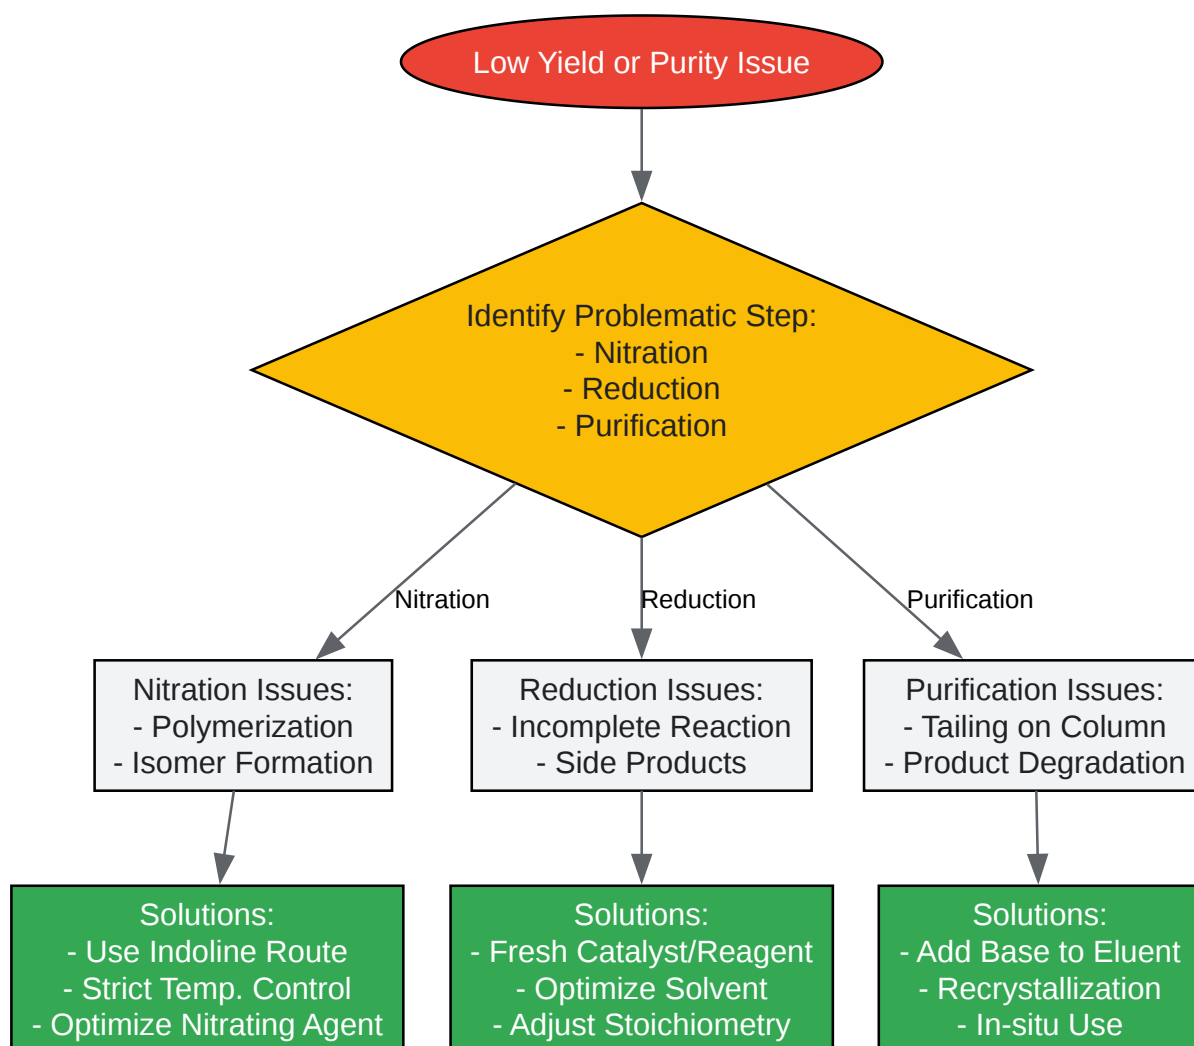 Low Yield or Purity Issue
Identify Problematic Step:
- Nitration
- Reduction
- Purification
Nitration
Reduction
Purification
Nitration Issues:
- Polymerization
- Isomer Formation
Reduction Issues:
- Incomplete Reaction
- Side Products
Purification Issues:
- Tailing on Column
- Product Degradation
Solutions:
- Use Indoline Route
- Strict Temp. Control
- Optimize Nitrating Agent
Solutions:
- Fresh Catalyst/Reagent
- Optimize Solvent
- Adjust Stoichiometry
Solutions:
- Add Base to Eluent
- Recrystallization
- In-situ Use